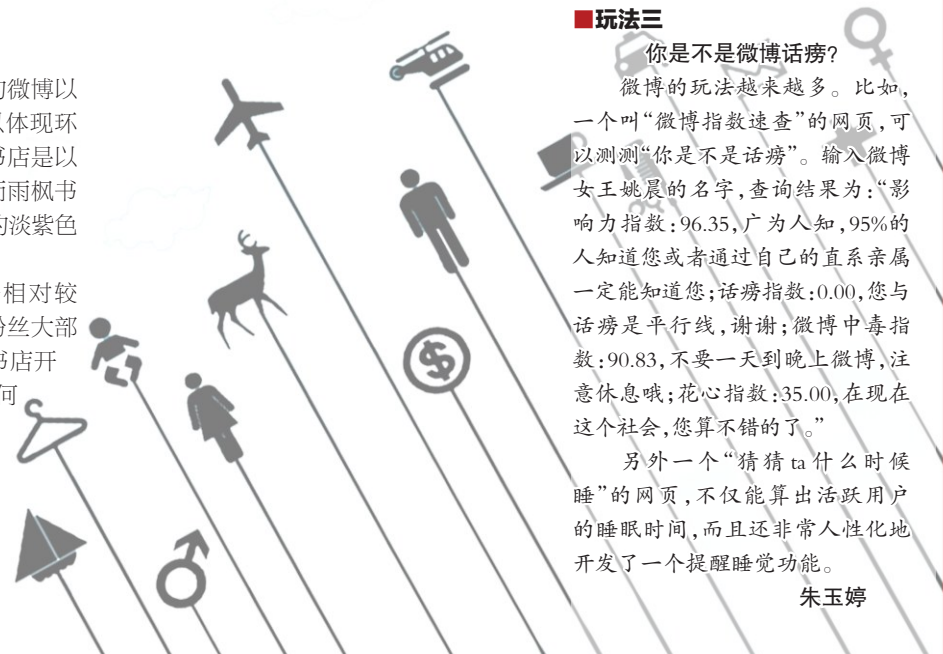 勺微博以
以体现环
书店是以
雨枫书
勺淡紫色
相对较
粉丝大部
书店开
何
■玩法三
你是不是微博话痨?
微博的玩法越来越多。比如,
一个叫“微博指数速查”的网页,可
以测测“你是不是话痨”。输入微博
女王姚晨的名字,查询结果为:“影
响力指数:96.35,广为人知,95%的
人知道您或者通过自己的直系亲属
一定能知道您;话痨指数:0.00,您与
话痨是平行线,谢谢;微博中毒指
数:90.83,不要一天到晚上微博,注
意休息哦;花心指数:35.00,在现在
这个社会,您算不错的了。”
另外一个“猜猜 ta 什么时候
睡”的网页,不仅能算出活跃用户
的睡眠时间,而且还非常人性化地
开发了一个提醒睡觉功能。
朱玉婷